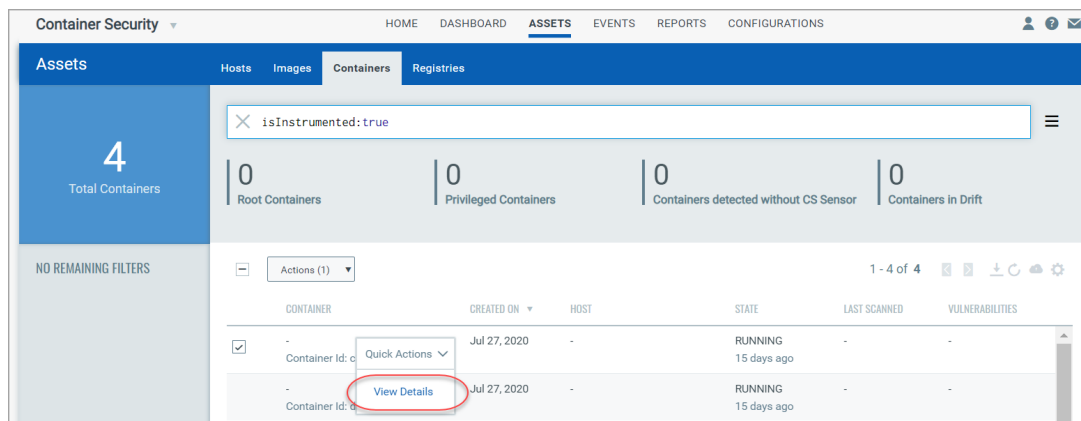 Container Security HOME DASHBOARD ASSETS EVENTS REPORTS CONFIGURATIONS
Assets Hosts Images Containers Registries
isInstrumented:true
4
Total Containers
0 0 0 0
Root Containers Privileged Containers Containers detected without CS Sensor Containers in Drift
NO REMAINING FILTERS Actions (1) 1 - 4 of 4
CONTAINER CREATED ON HOST STATE LAST SCANNED VULNERABILITIES
- Jul 27, 2020 - RUNNING - -
Container Id: c Quick Actions 15 days ago
- View Details Jul 27, 2020 - RUNNING - -
Container Id: d 15 days ago